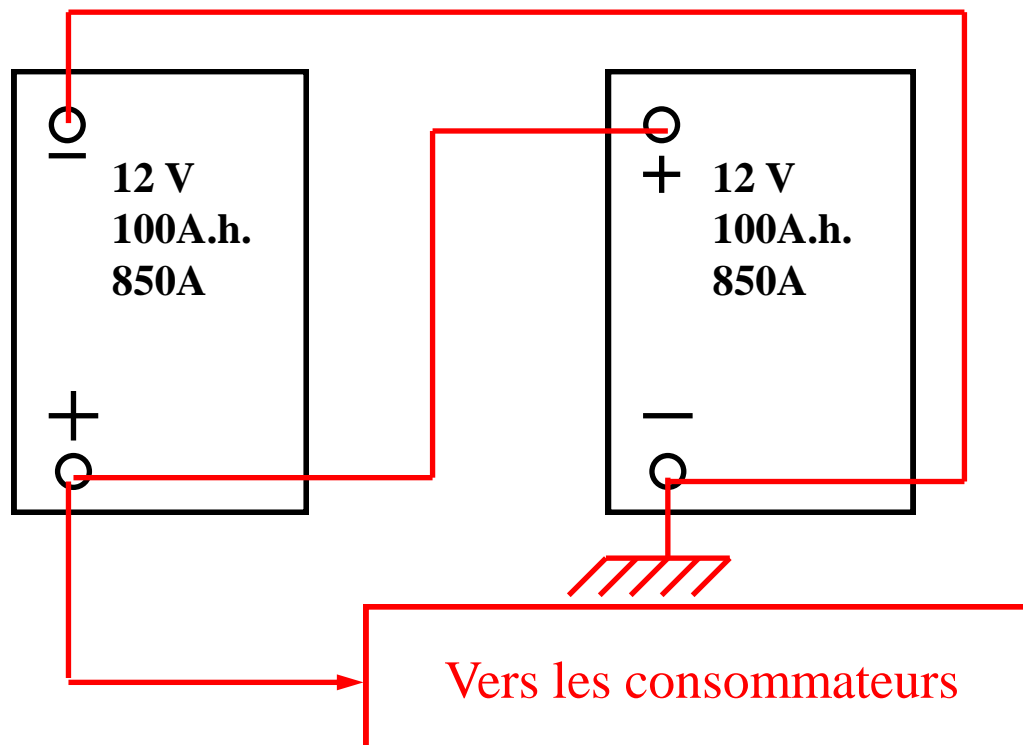 −
12 V
100A.h.
850A
+
+
12 V
100A.h.
850A
−
Vers les consommateurs